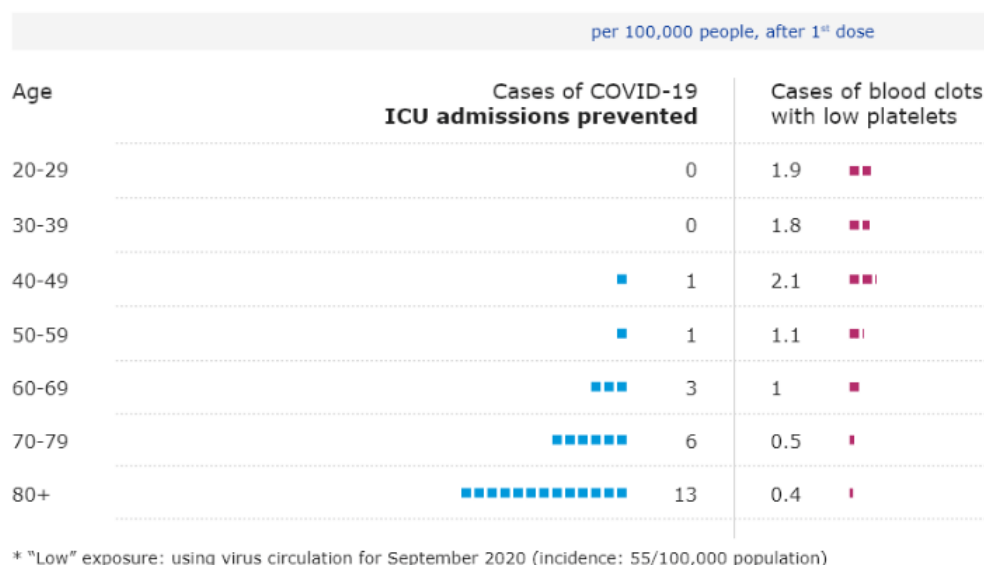 per 100,000 people, after 1st dose
Age
Cases of COVID-19
ICU admissions prevented
Cases of blood clots
with low platelets
20-29 0 1.9
30-39 0 1.8
40-49 1 2.1
50-59 1 1.1
60-69 3 1
70-79 6 0.5
80+ 13 0.4
* "Low" exposure: using virus circulation for September 2020 (incidence: 55/100,000 population)